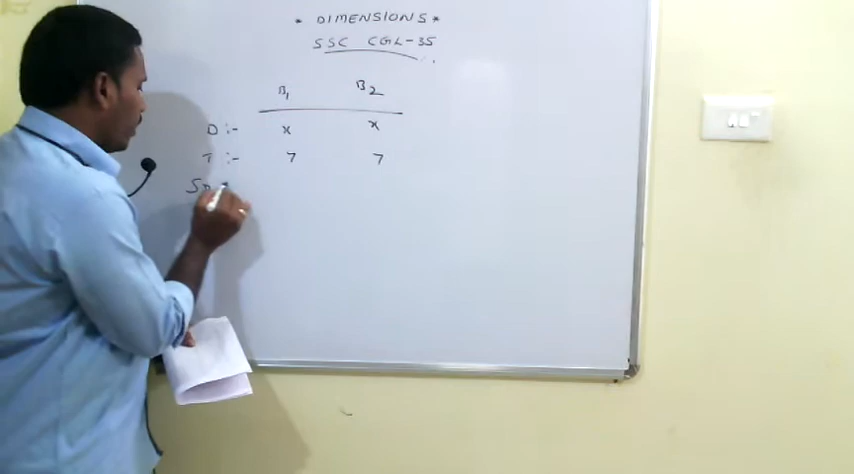 * DIMENSIONS *
SSC CGL-35
B1 B2
D :- x x
T :- 7 7